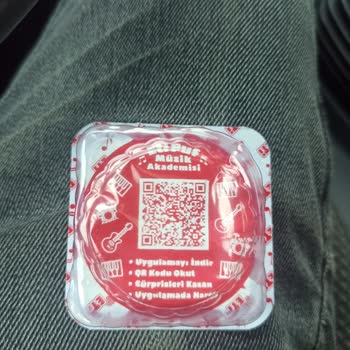 Müzik
Akademisi
• Uygulamayı İndir
• QR Kodu Okut
• Sürprizleri Kazan
• Uygulamada